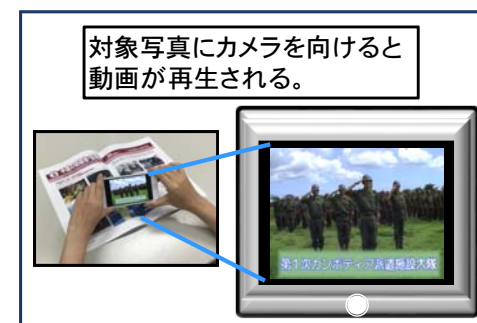 対象写真にカメラを向けると
動画が再生される。
第1次カンボディア派遣施設大隊